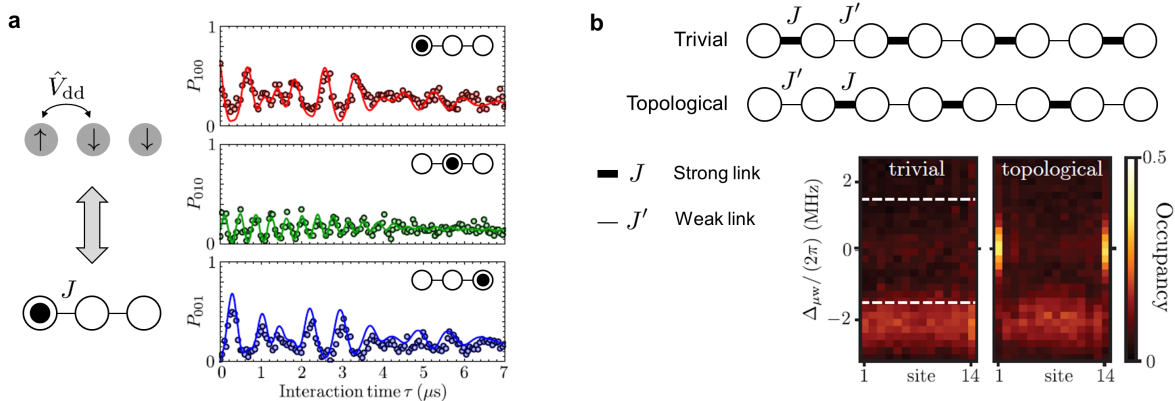 a
V̂dd
↑ ↓ ↓
J
1
P100
0
1
P010
0
1
P001
0
0 1 2 3 4 5 6 7
Interaction time τ (μs)
b
J J′
Trivial
J′ J
Topological
J Strong link
J′ Weak link
trivial topological
2
0
−2
Δμw/(2π) (MHz)
1 site 14 1 site 14
0.5
0
Occupancy